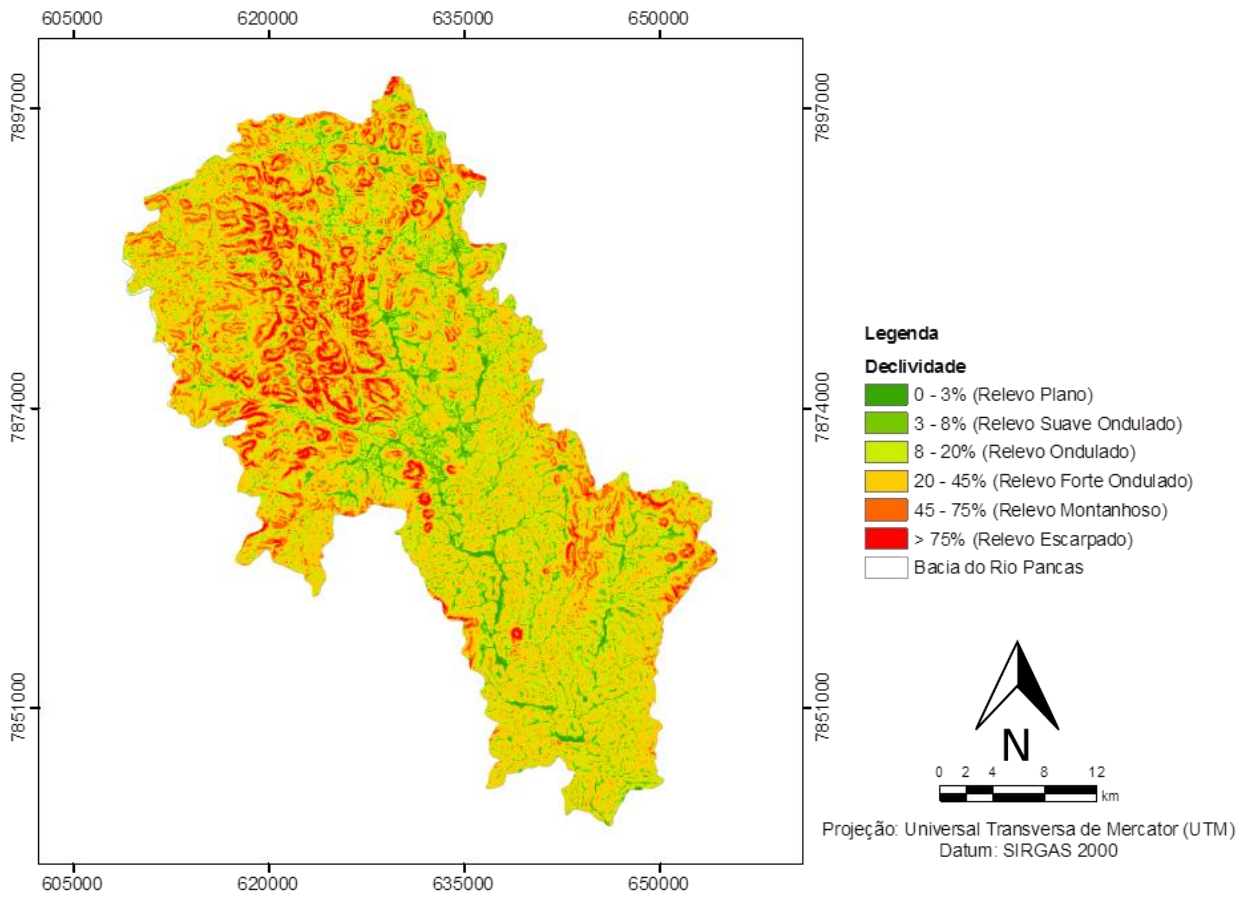 605000 620000 635000 650000
7897000 7897000
7874000 7874000
7851000 7851000
605000 620000 635000 650000
Legenda
Declividade
0 - 3% (Relevo Plano)
3 - 8% (Relevo Suave Ondulado)
8 - 20% (Relevo Ondulado)
20 - 45% (Relevo Forte Ondulado)
45 - 75% (Relevo Montanhoso)
> 75% (Relevo Escarpado)
Bacia do Rio Pancas
N
0 2 4 8 12
km
Projeção: Universal Transversa de Mercator (UTM)
Datum: SIRGAS 2000